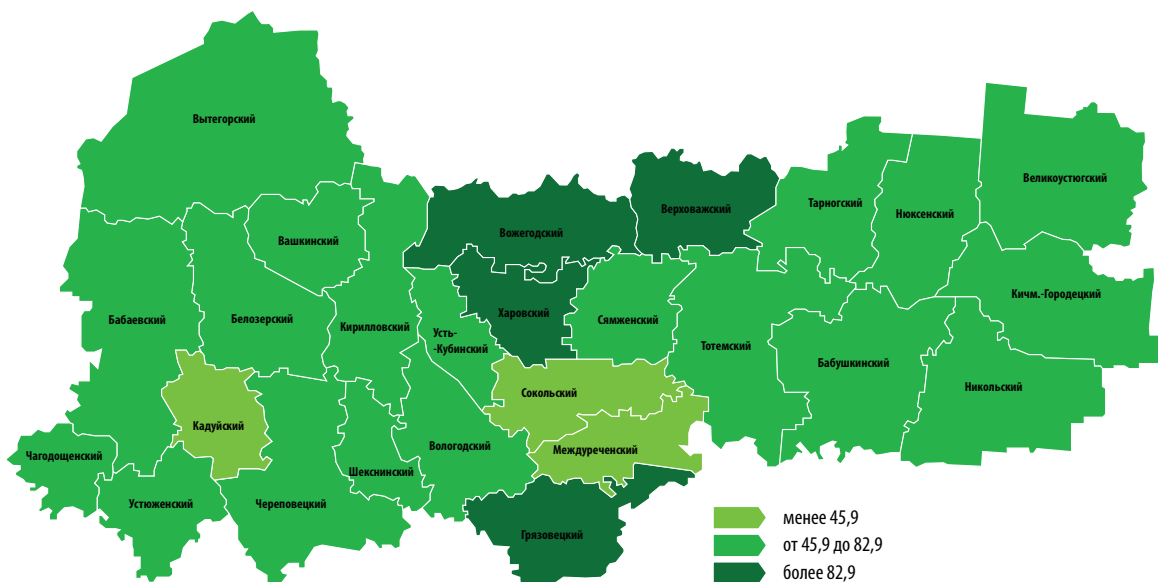 Вытегорский
Великоустюгский
Верховажский
Тарногский
Нюксенский
Вожегодский
Вашкинский
Кичм.-Городецкий
Харовский
Бабаевский
Белозерский
Кирилловский
Усть-
-Кубинский
Сямженский
Тотемский
Бабушкинский
Никольский
Сокольский
Кадуйский
Вологодский
Междуреченский
Чагодощенский
Шекснинский
Устюженский
Череповецкий
Грязовецкий
менее 45,9
от 45,9 до 82,9
более 82,9